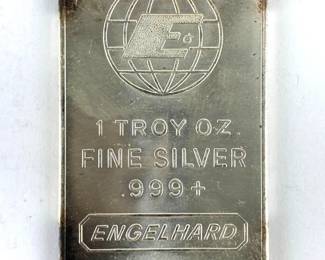 E
1 TROY OZ.
FINE SILVER
.999+
ENGELHARD